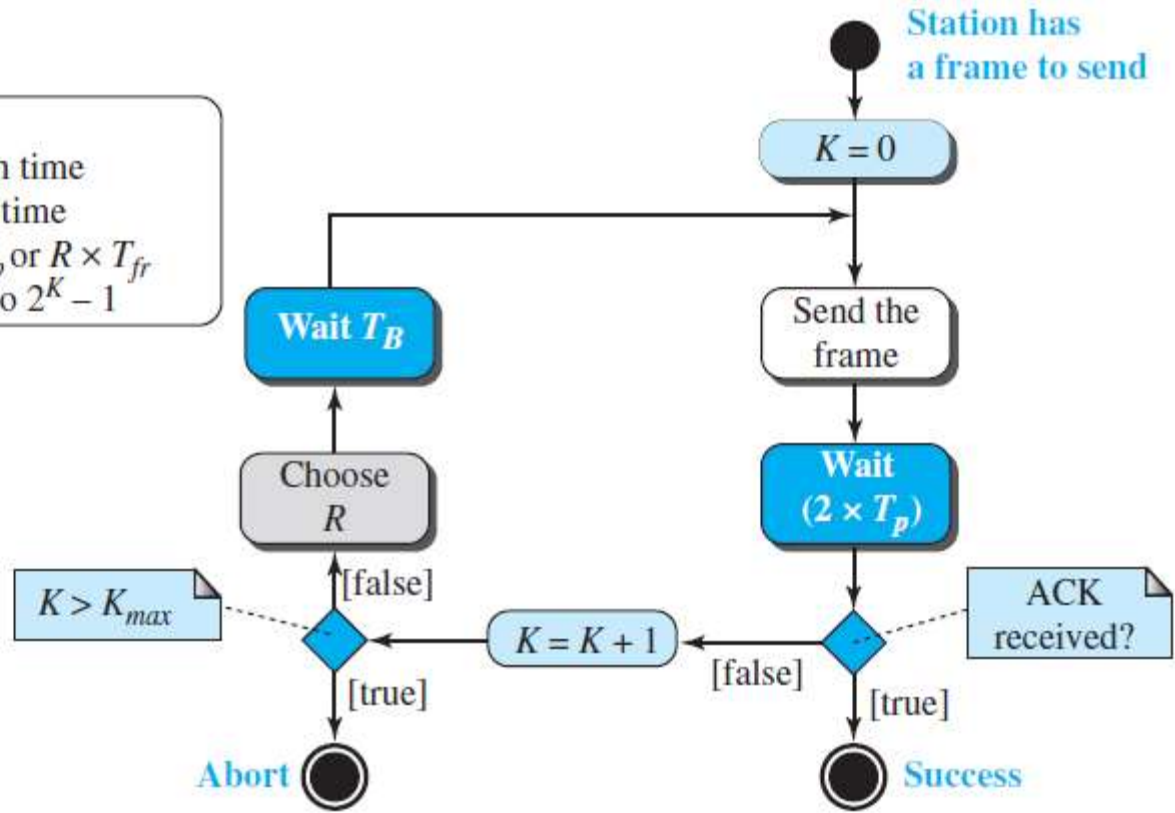 Station has
a frame to send
time
time
or R × T_fr
2^K – 1
K = 0
Wait T_B
Send the
frame
Choose
R
Wait
(2 × T_p)
[false]
K > K_max
K = K + 1
[false]
ACK
received?
[true]
[true]
Abort
Success